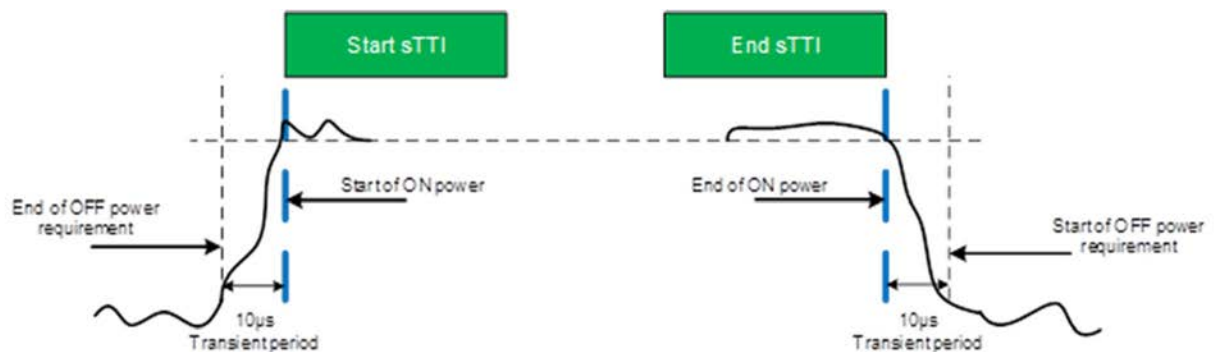 Start sTTI
End sTTI
Start of ON power
End of ON power
End of OFF power
requirement
Start of OFF power
requirement
10µs
Transient period
10µs
Transient period